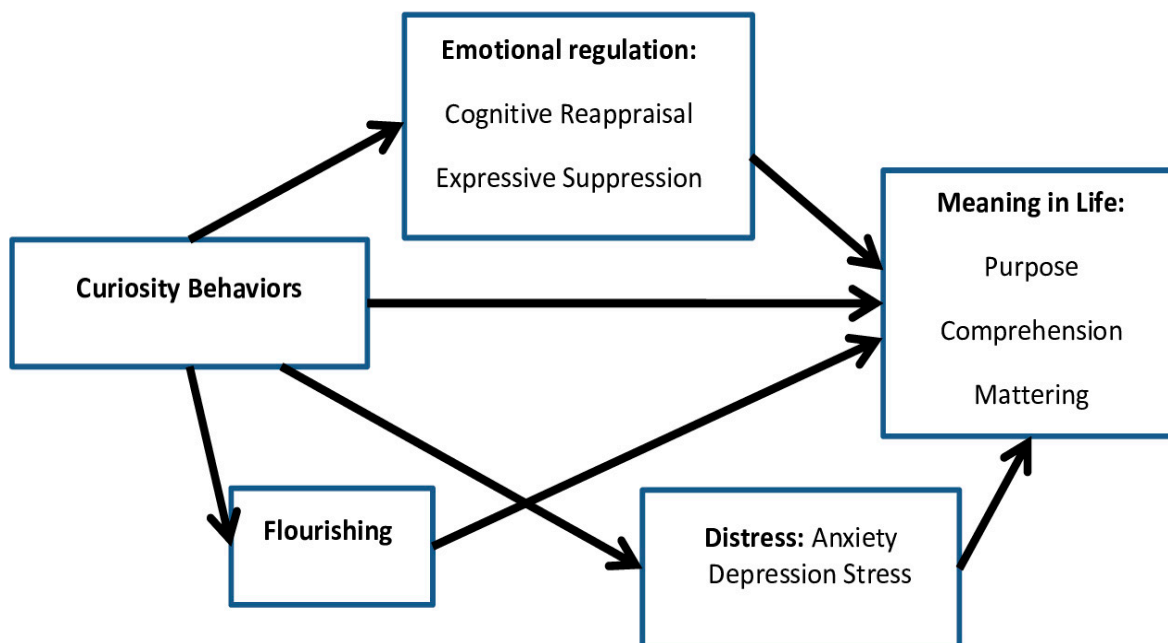 Emotional regulation:
Cognitive Reappraisal
Expressive Suppression
Meaning in Life:
Purpose
Comprehension
Mattering
Curiosity Behaviors
Flourishing
Distress: Anxiety
Depression Stress